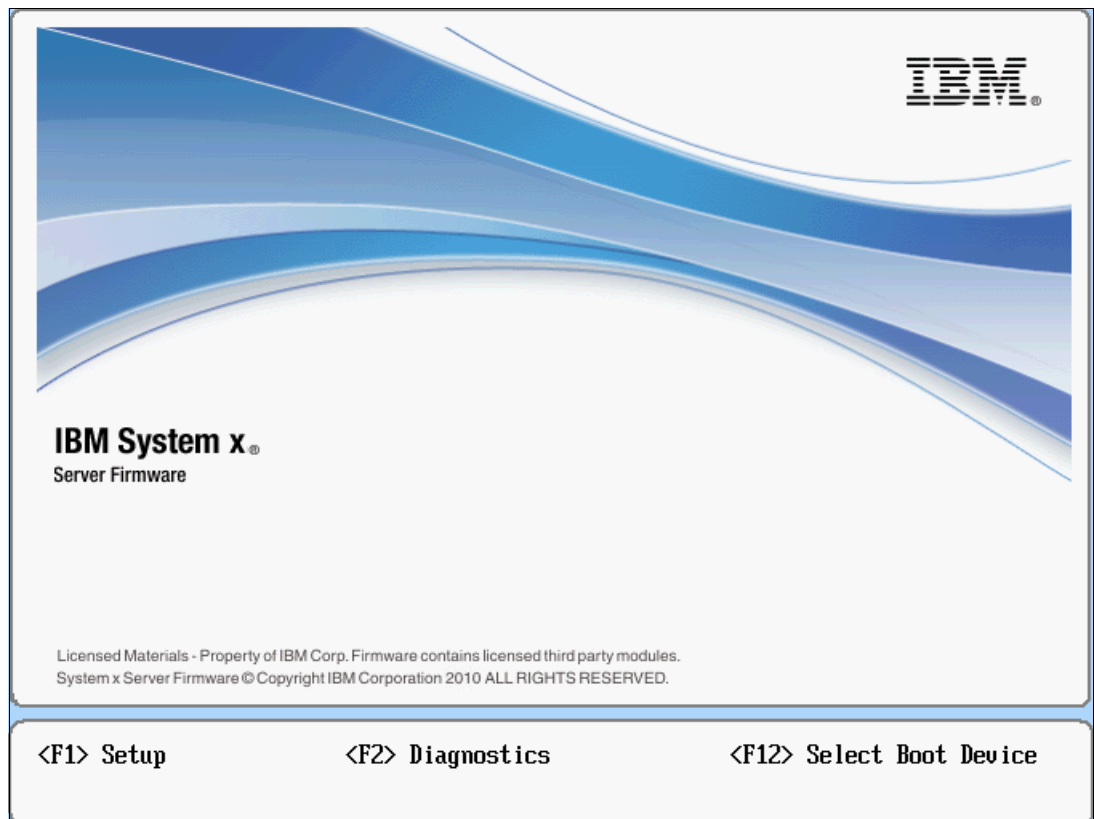 IBM®
IBM System x®
Server Firmware
Licensed Materials - Property of IBM Corp. Firmware contains licensed third party modules.
System x Server Firmware © Copyright IBM Corporation 2010 ALL RIGHTS RESERVED.
<F1> Setup <F2> Diagnostics <F12> Select Boot Device